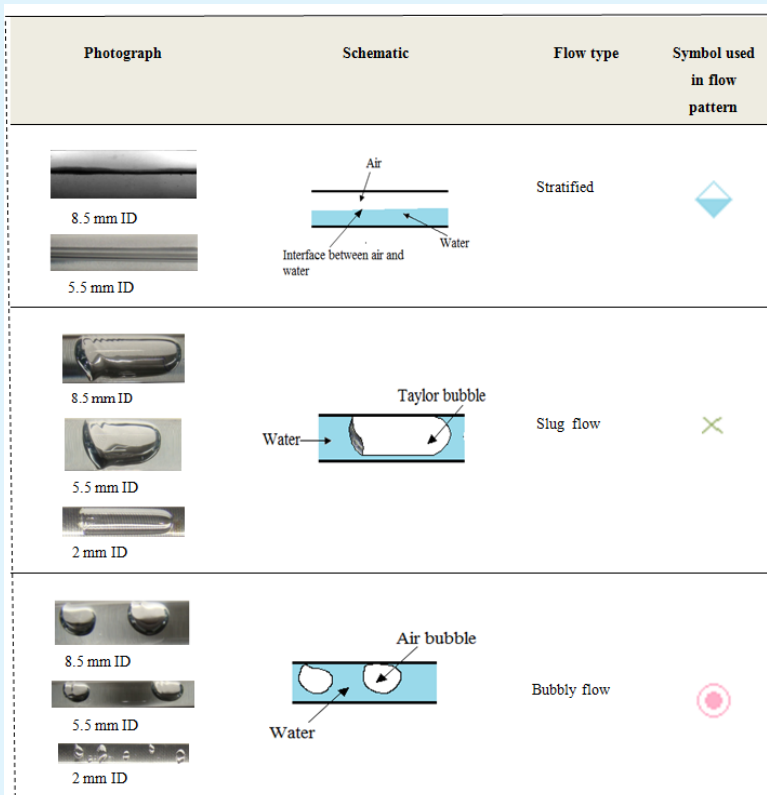 Photograph
Schematic
Flow type
Symbol used
in flow
pattern
8.5 mm ID
5.5 mm ID
Air
Interface between air and
water
Water
Stratified
8.5 mm ID
5.5 mm ID
2 mm ID
Taylor bubble
Water
Slug flow
8.5 mm ID
5.5 mm ID
2 mm ID
Air bubble
Water
Bubbly flow